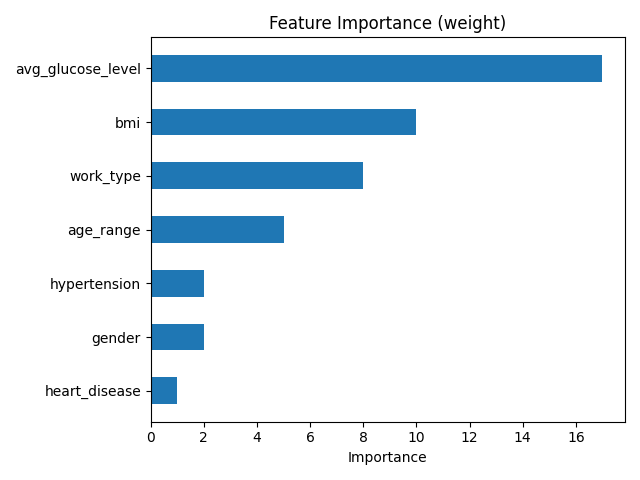 Feature Importance (weight)
avg_glucose_level
bmi
work_type
age_range
hypertension
gender
heart_disease
0 2 4 6 8 10 12 14 16
Importance